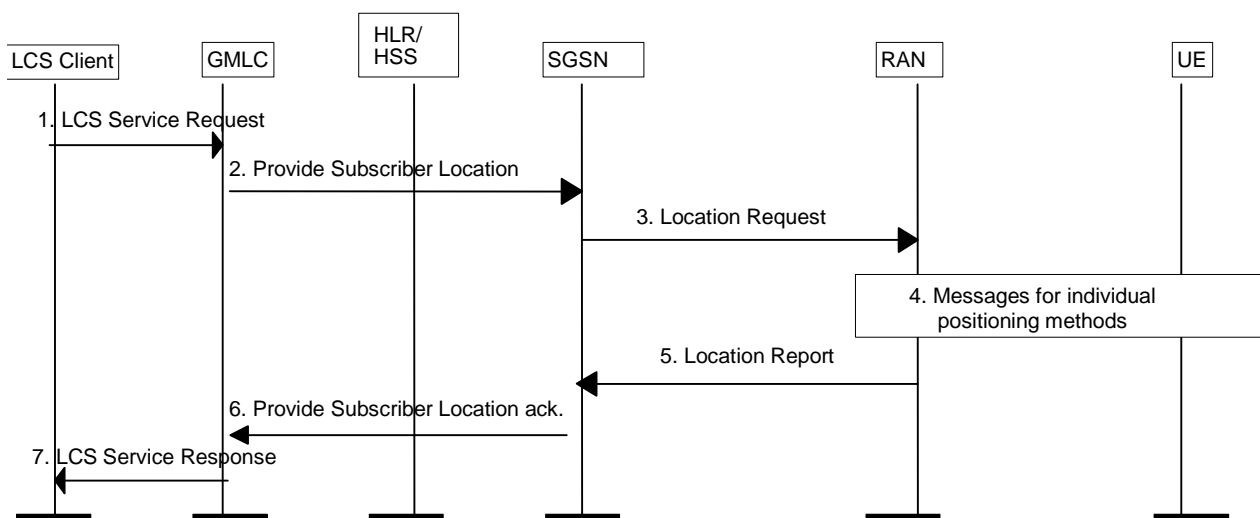 HLR/
HSS
LCS Client
GMLC
SGSN
RAN
UE
1. LCS Service Request
2. Provide Subscriber Location
3. Location Request
4. Messages for individual
positioning methods
5. Location Report
6. Provide Subscriber Location ack.
7. LCS Service Response